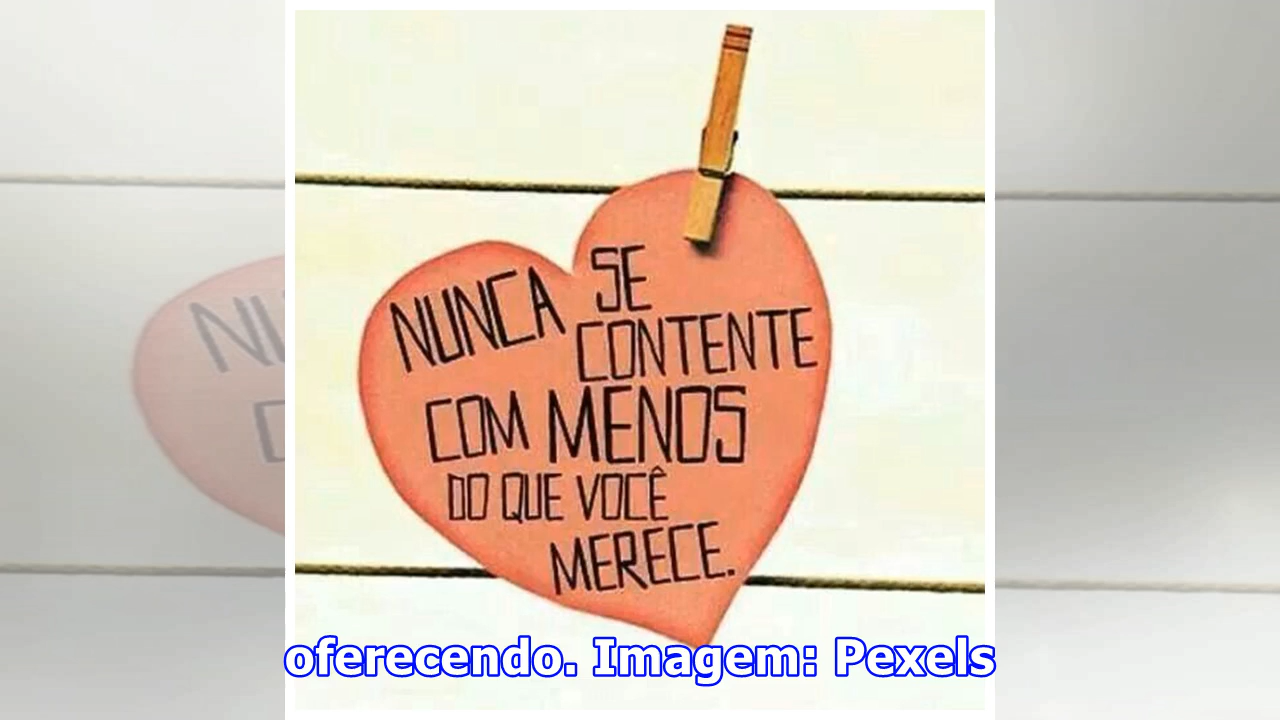 NUNCA SE
CONTENTE
COM MENOS
DO QUE VOCÊ
MERECE.
oferecendo. Imagem: Pexels